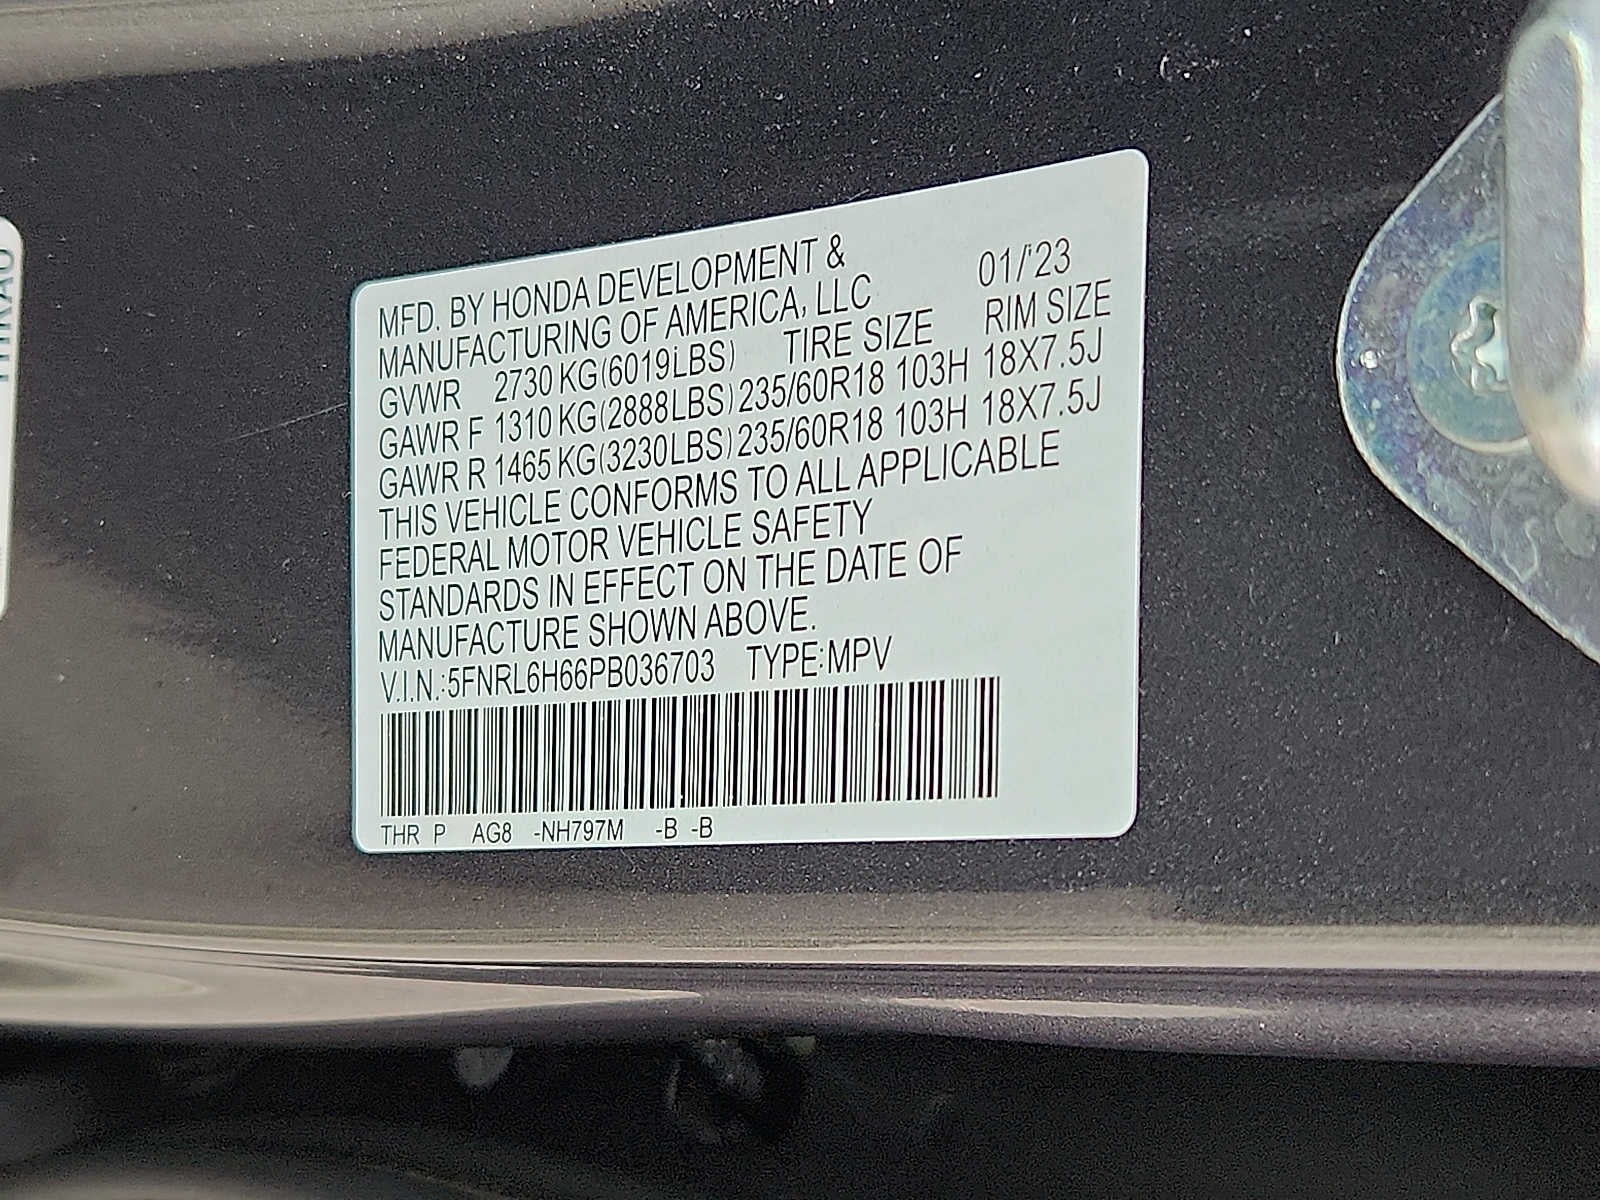 MFD. BY HONDA DEVELOPMENT & 01/'23
MANUFACTURING OF AMERICA, LLC
GVWR 2730 KG(6019LBS) TIRE SIZE RIM SIZE
GAWR F 1310 KG(2888LBS) 235/60R18 103H 18X7.5J
GAWR R 1465 KG(3230LBS) 235/60R18 103H 18X7.5J
THIS VEHICLE CONFORMS TO ALL APPLICABLE
FEDERAL MOTOR VEHICLE SAFETY
STANDARDS IN EFFECT ON THE DATE OF
MANUFACTURE SHOWN ABOVE.
V.I.N.:5FNRL6H66PB036703 TYPE:MPV
THR P AG8 -NH797M -B -B